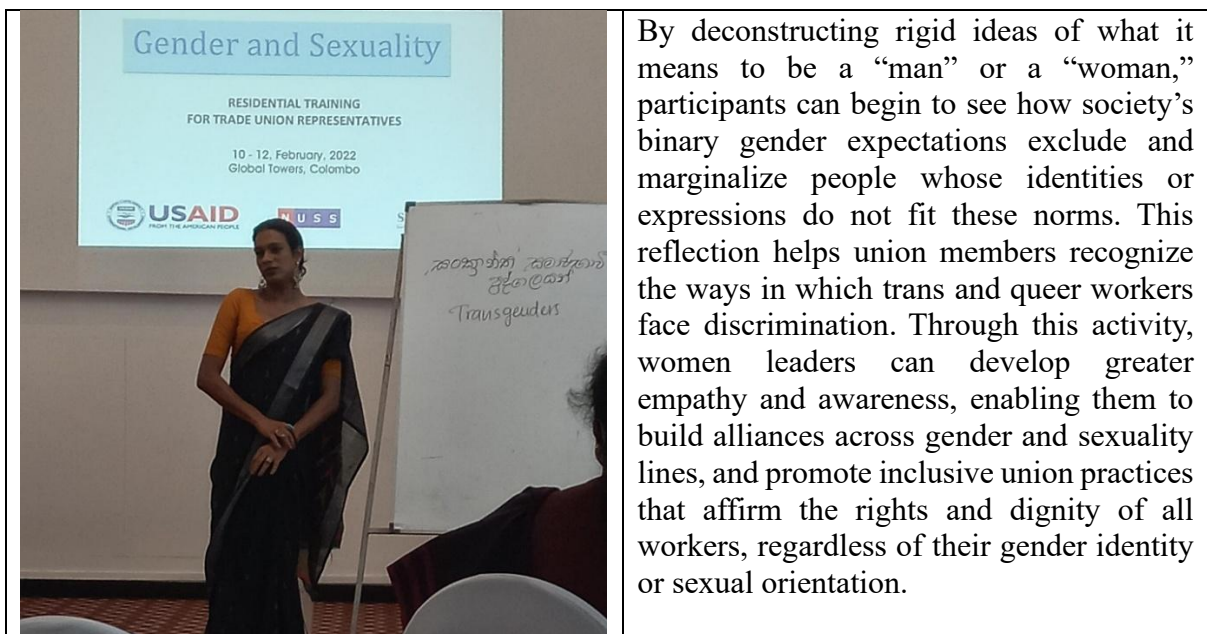 Gender and Sexuality
RESIDENTIAL TRAINING
FOR TRADE UNION REPRESENTATIVES
10 - 12, February, 2022
Global Towers, Colombo
USAID
FROM THE AMERICAN PEOPLE
NUSS
S
සංක්‍රාන්ති සමාජභාවී
පුද්ගලයන්
Transgenders
By deconstructing rigid ideas of what it
means to be a “man” or a “woman,”
participants can begin to see how society’s
binary gender expectations exclude and
marginalize people whose identities or
expressions do not fit these norms. This
reflection helps union members recognize
the ways in which trans and queer workers
face discrimination. Through this activity,
women leaders can develop greater
empathy and awareness, enabling them to
build alliances across gender and sexuality
lines, and promote inclusive union practices
that affirm the rights and dignity of all
workers, regardless of their gender identity
or sexual orientation.